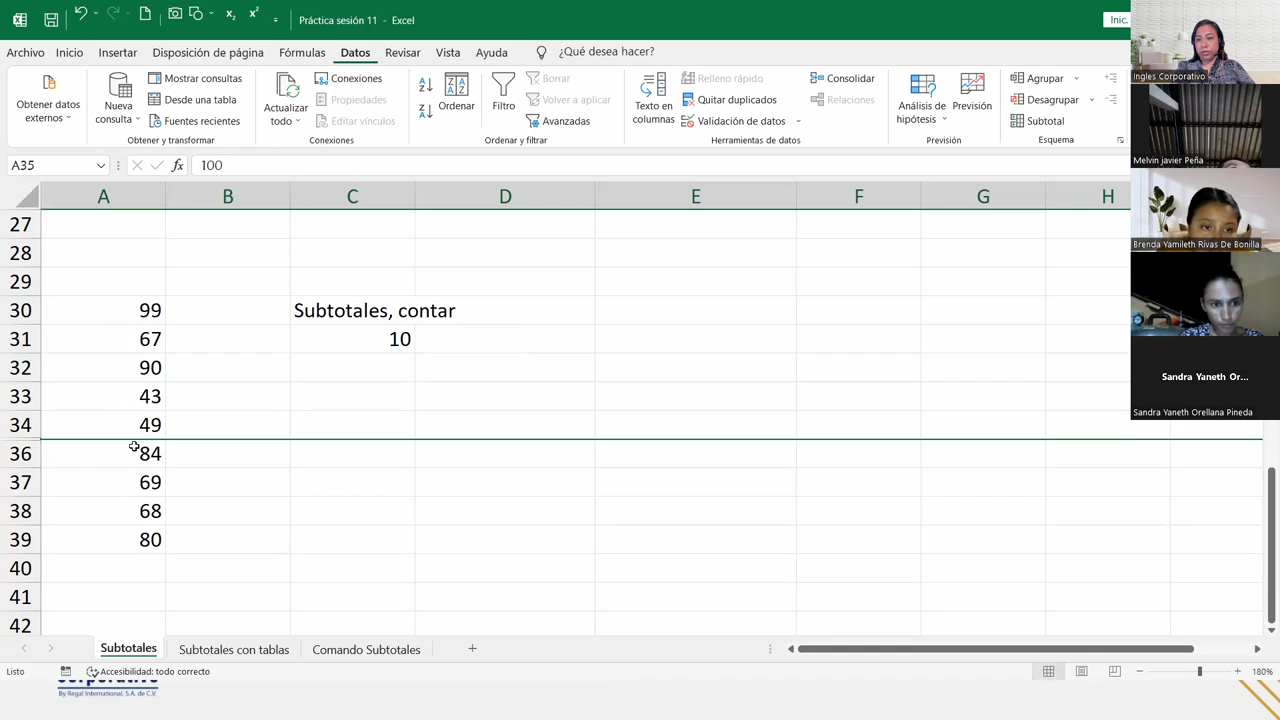 Práctica sesión 11 - Excel
Inic.
Archivo Inicio Insertar Disposición de página Fórmulas Datos Revisar Vista Ayuda ¿Qué desea hacer?
Obtener datos externos
Nueva consulta
Mostrar consultas
Desde una tabla
Fuentes recientes
Obtener y transformar
Actualizar todo
Conexiones
Propiedades
Editar vínculos
Conexiones
Ordenar
Filtro
Borrar
Volver a aplicar
Avanzadas
Ordenar y filtrar
Texto en columnas
Relleno rápido
Quitar duplicados
Validación de datos
Consolidar
Relaciones
Herramientas de datos
Análisis de hipótesis
Previsión
Previsión
Agrupar
Desagrupar
Subtotal
Esquema
A35 fx 100
A B C D E F G H
27
28
29
30 99 Subtotales, contar
31 67 10
32 90
33 43
34 49
36 84
37 69
38 68
39 80
40
41
42
Subtotales Subtotales con tablas Comando Subtotales
Listo Accesibilidad: todo correcto 180%
By Regal International, S.A. de C.V.
Ingles Corporativo
Melvin javier Peña
Brenda Yamileth Rivas De Bonilla
Sandra Yaneth Or...
Sandra Yaneth Orellana Pineda